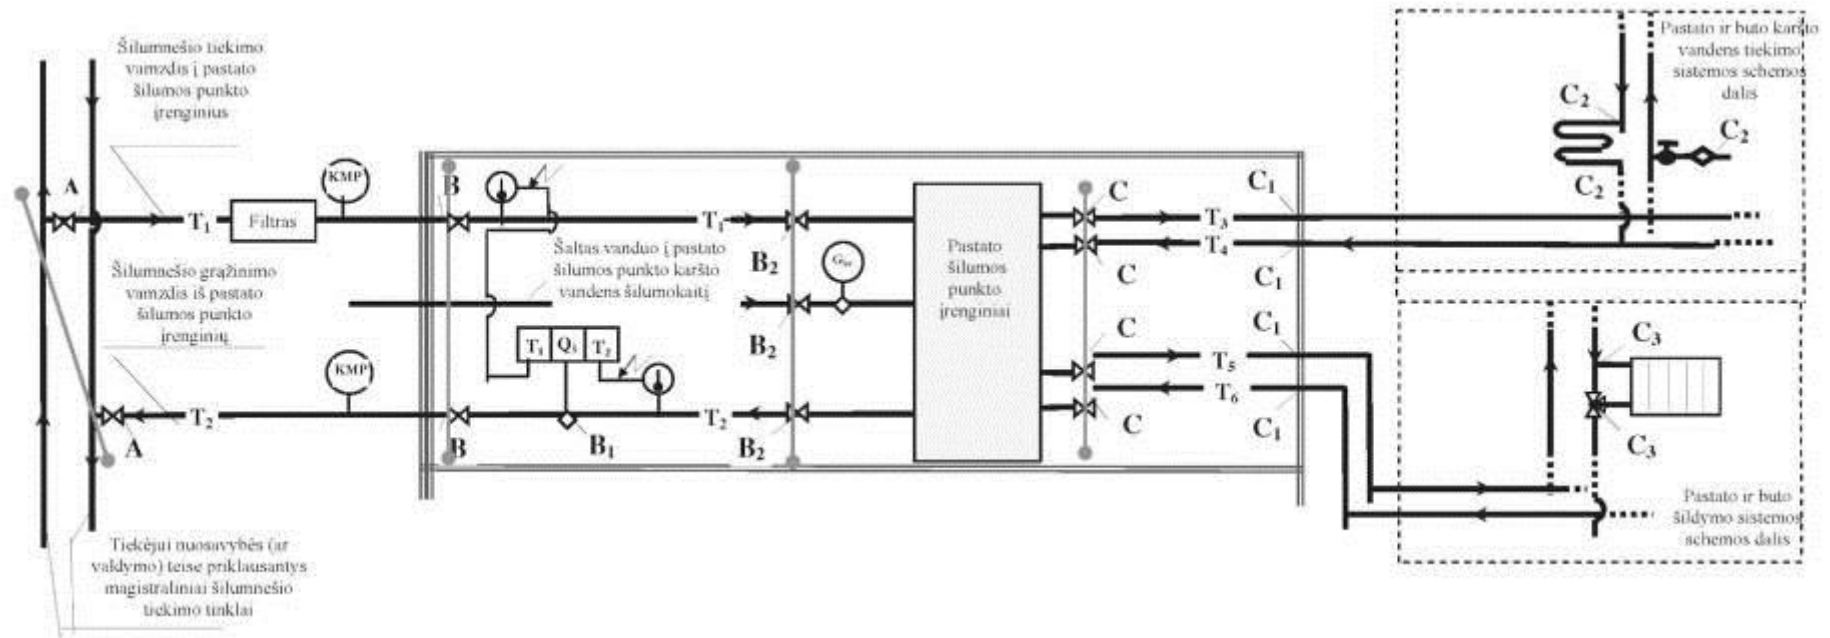 Šilumnešio tiekimo
vamzdis į pastato
šilumos punkto
įrenginius
A
T₁
Filtras
KMP
B
T₁
Šaltas vanduo į pastato
šilumos punkto karšto
vandens šilumokaitį
B₂
B₂
T₁ Q₃ T₂
Šilumnešio grąžinimo
vamzdis iš pastato
šilumos punkto
įrenginių
KMP
T₂
A
B
B₁
T₂
B₂
Tiekėjui nuosavybės (ar
valdymo) teise priklausantys
magistraliniai šilumnešio
tiekimo tinklai
Pastato
šilumos
punkto
įrenginiai
C
T₃
C₁
T₄
C
C₁
C
T₅
C₁
T₆
C
C₁
Pastato ir buto karšto
vandens tiekimo
sistemos schemos
dalis
C₂
C₂
C₂
C₃
C₃
Pastato ir buto
šildymo sistemos
schemos dalis